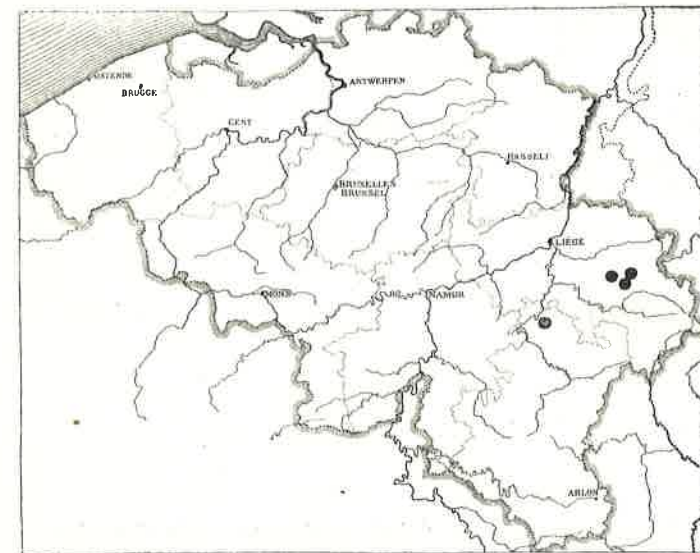 OSTENDE
BRUGGE
ANTWERPEN
GENT
HASSELT
BRUXELLES
BRUSSEL
LIEGE
MONS
NAMUR
ARLON